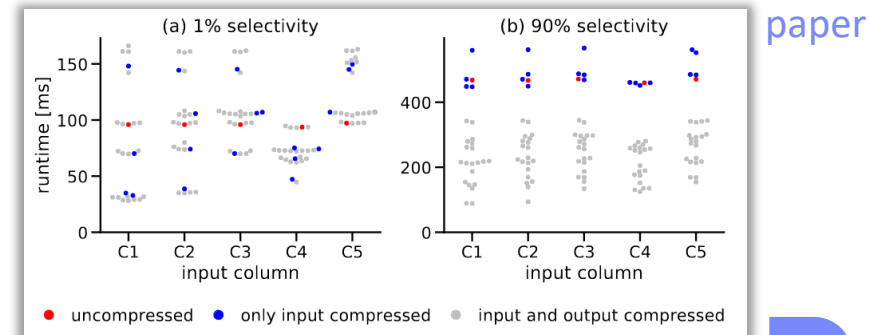 paper
(a) 1% selectivity
(b) 90% selectivity
runtime [ms]
150
100
50
0
C1 C2 C3 C4 C5
input column
400
200
0
C1 C2 C3 C4 C5
input column
uncompressed only input compressed input and output compressed